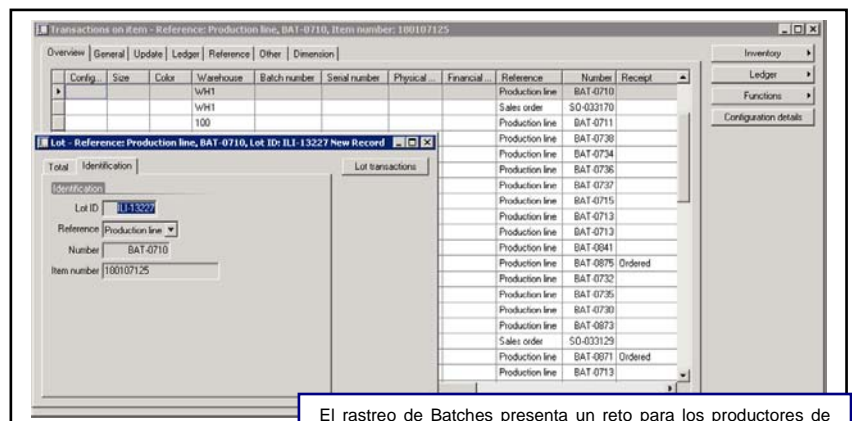 Transactions on item - Reference: Production line, BAT-0710, Item number: 100107125
Overview General Update Ledger Reference Other Dimension
Config... Size Color Warehouse Batch number Serial number Physical ... Financial ... Reference Number Receipt
WH1 Production line BAT-0710
WH1 Sales order SO-033170
100 Production line BAT-0711
Production line BAT-0738
Production line BAT-0734
Production line BAT-0736
Production line BAT-0737
Production line BAT-0715
Production line BAT-0713
Production line BAT-0713
Production line BAT-0841
Production line BAT-0875 Ordered
Production line BAT-0732
Production line BAT-0735
Production line BAT-0730
Production line BAT-0873
Sales order SO-033129
Production line BAT-0871 Ordered
Production line BAT-0713
Inventory
Ledger
Functions
Configuration details
Lot - Reference: Production line, BAT-0710, Lot ID: ILI-13227 New Record
Total Identification
Lot transactions
Identification
Lot ID ILI-13227
Reference Production line
Number BAT-0710
Item number 100107125
El rastreo de Batches presenta un reto para los productores de